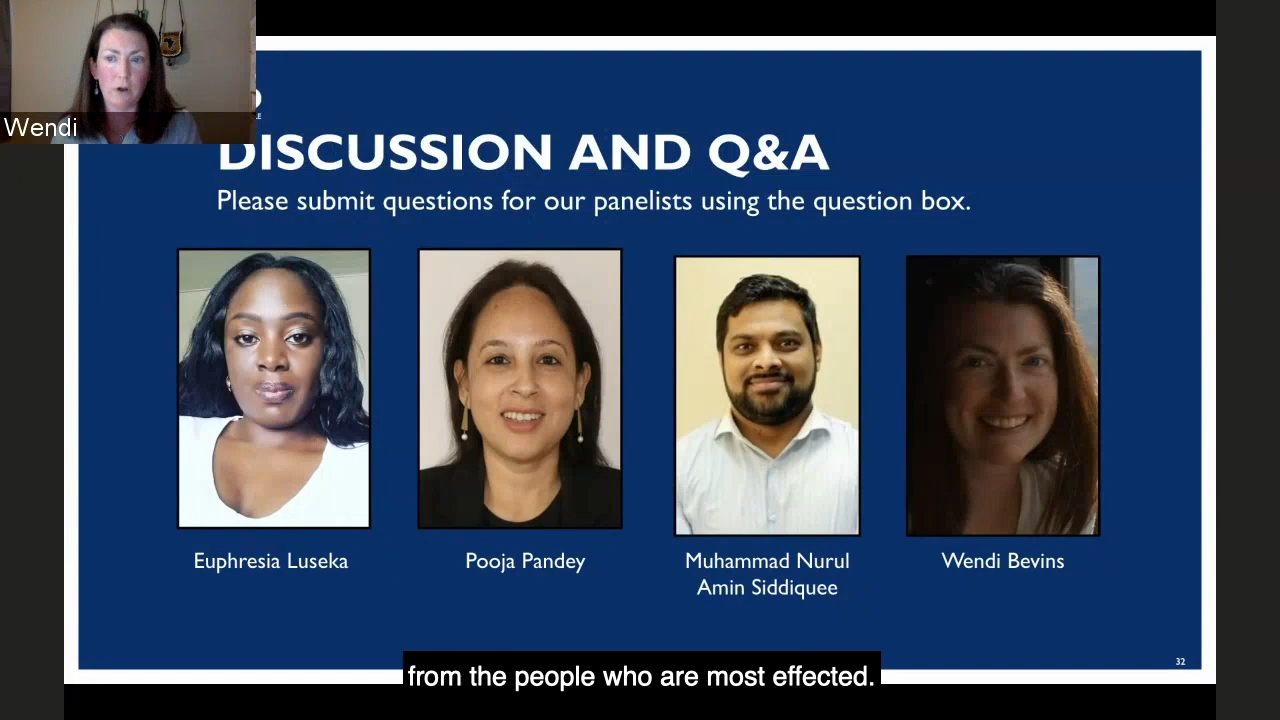 Wendi
DISCUSSION AND Q&A
Please submit questions for our panelists using the question box.
Euphresia Luseka
Pooja Pandey
Muhammad Nurul
Amin Siddiquee
Wendi Bevins
32
from the people who are most effected.